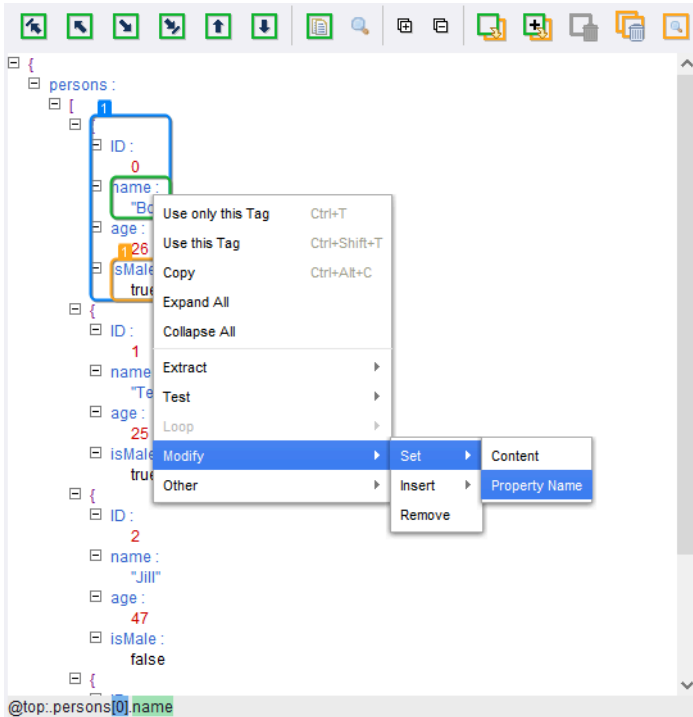 {
persons :
[
1
ID :
0
name :
age :
1
26
isMale
true
{
ID :
1
name
"Te
age :
25
isMale
true
{
ID :
2
name :
"Jill"
age :
47
isMale :
false
{
Use only this Tag Ctrl+T
Use this Tag Ctrl+Shift+T
Copy Ctrl+Alt+C
Expand All
Collapse All
Extract
Test
Loop
Modify
Other
Set
Insert
Remove
Content
Property Name
@top:.persons[0].name